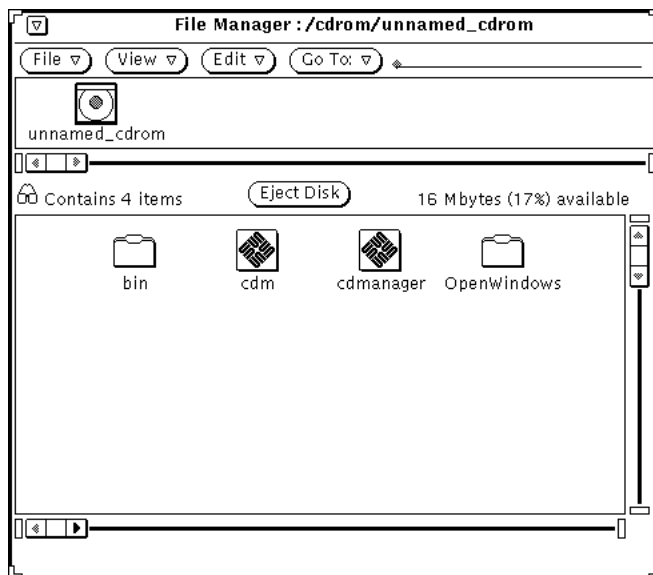 File Manager : /cdrom/unnamed_cdrom
File View Edit Go To:
unnamed_cdrom
Contains 4 items Eject Disk 16 Mbytes (17%) available
bin cdm cdmanager OpenWindows